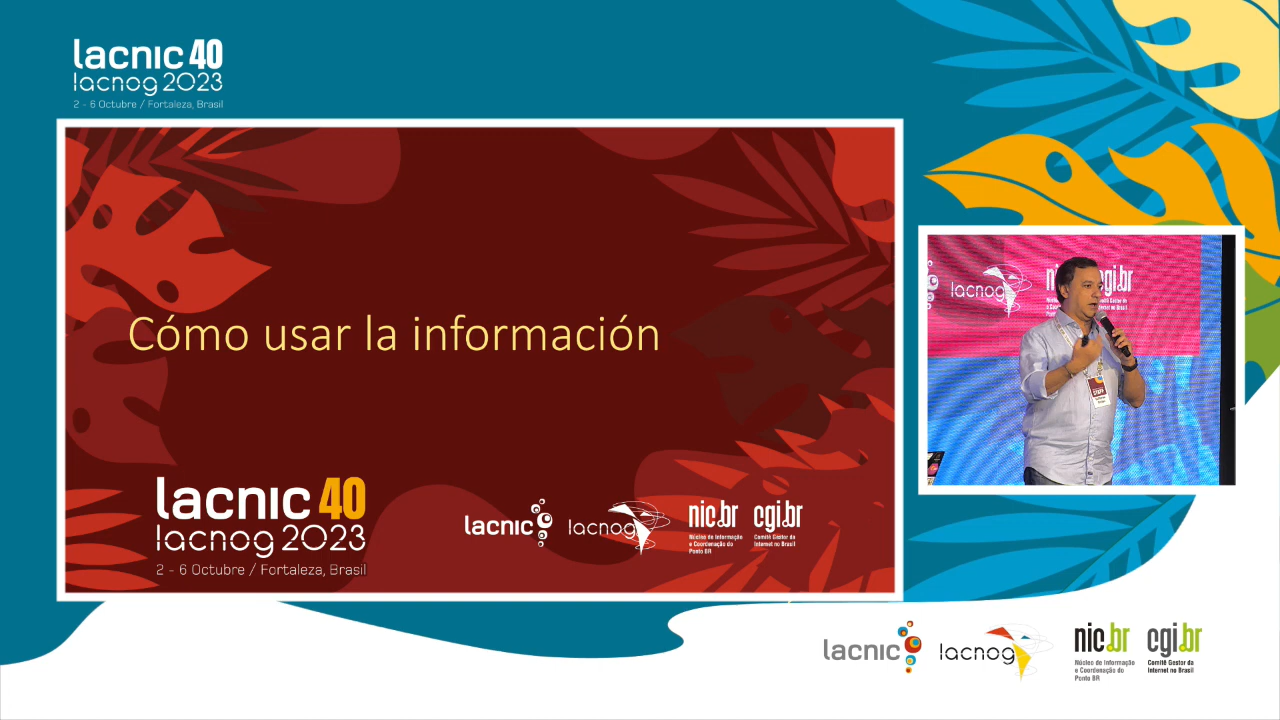 lacnic 40
lacnog 2023
2 - 6 Octubre / Fortaleza, Brasil
Cómo usar la información
lacnic 40
lacnog 2023
2 - 6 Octubre / Fortaleza, Brasil
lacnic
lacnog
nic.br
Núcleo de Informação
e Coordenação do
Ponto BR
cgi.br
Comitê Gestor da
Internet no Brasil
lacnog
cgi.br
lacnic
lacnog
nic.br
Núcleo de Informação
e Coordenação do
Ponto BR
cgi.br
Comitê Gestor da
Internet no Brasil